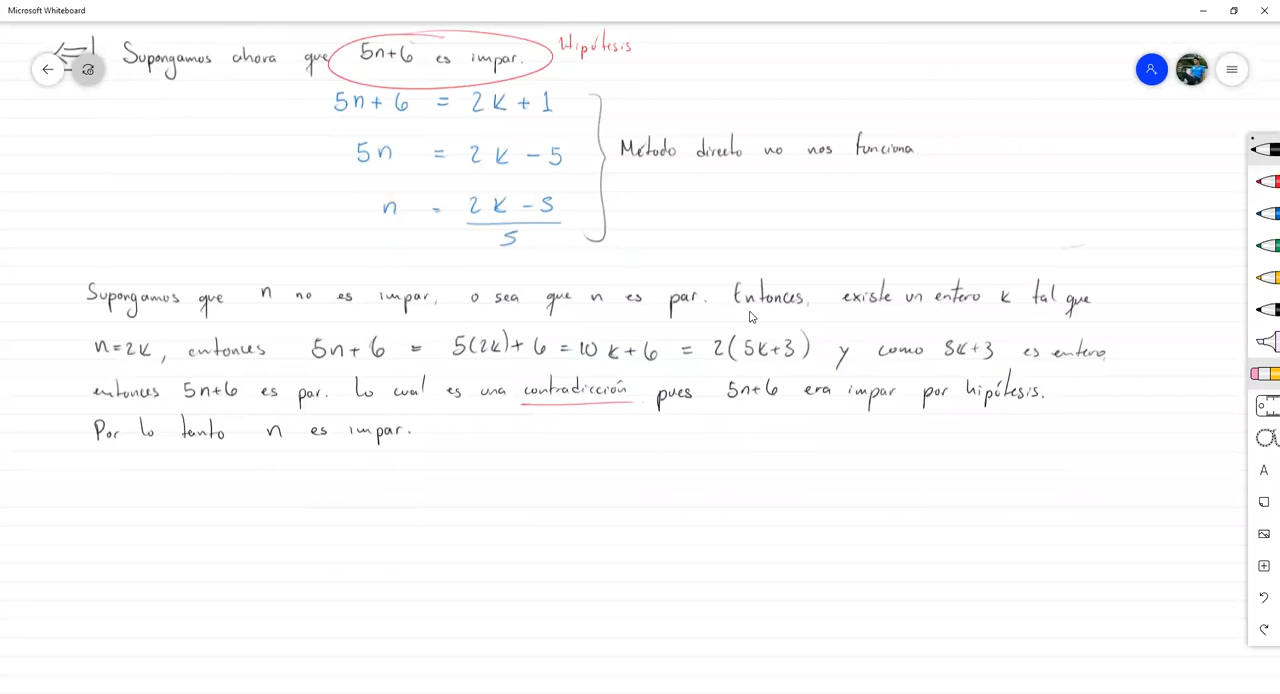 Microsoft Whiteboard
⇐| Supongamos ahora que 5n+6 es impar. Hipótesis
5n + 6 = 2k + 1
5n = 2k - 5
Método directo no nos funciona
n = 2k - 5
5
Supongamos que n no es impar, o sea que n es par. Entonces, existe un entero k tal que
n=2k, entonces 5n+6 = 5(2k)+6 = 10k+6 = 2(5k+3) y como 5k+3 es entero,
entonces 5n+6 es par. Lo cual es una contradicción pues 5n+6 era impar por hipótesis.
Por lo tanto n es impar.
A